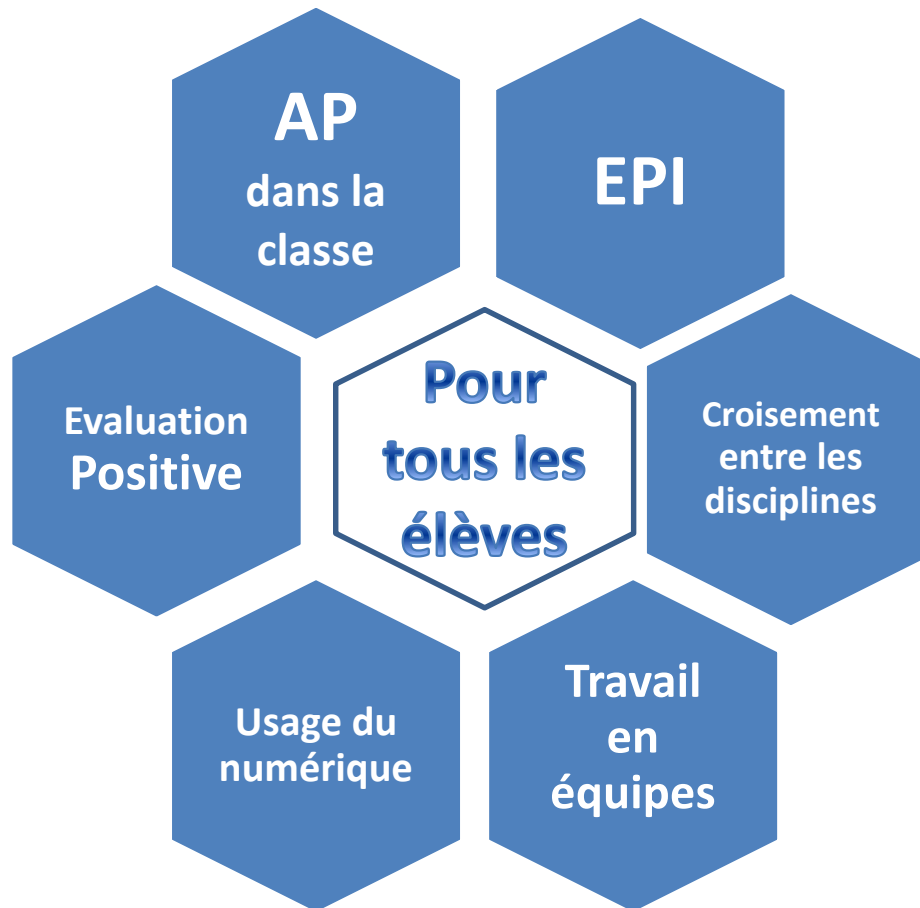 AP
dans la
classe
EPI
Evaluation
Positive
Pour
tous les
élèves
Croisement
entre les
disciplines
Usage du
numérique
Travail
en
équipes